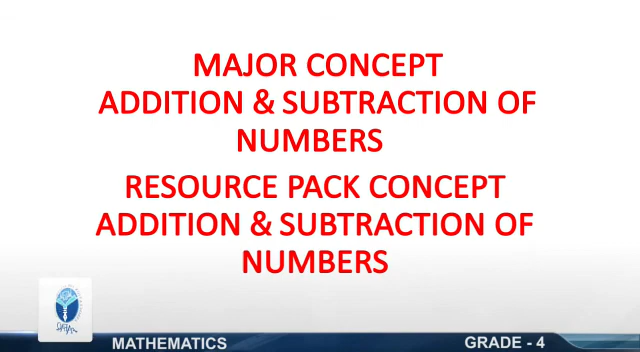 MAJOR CONCEPT
ADDITION & SUBTRACTION OF
NUMBERS
RESOURCE PACK CONCEPT
ADDITION & SUBTRACTION OF
NUMBERS
MATHEMATICS
GRADE - 4